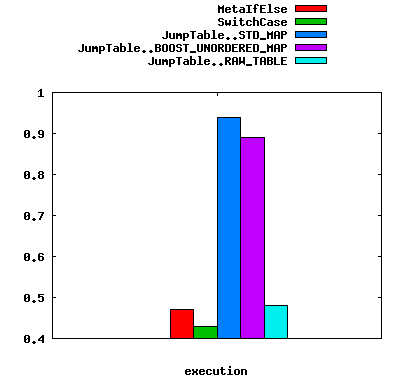 MetaIfElse
SwitchCase
JumpTable..STD_MAP
JumpTable..BOOST_UNORDERED_MAP
JumpTable..RAW_TABLE
1
0.9
0.8
0.7
0.6
0.5
0.4
execution